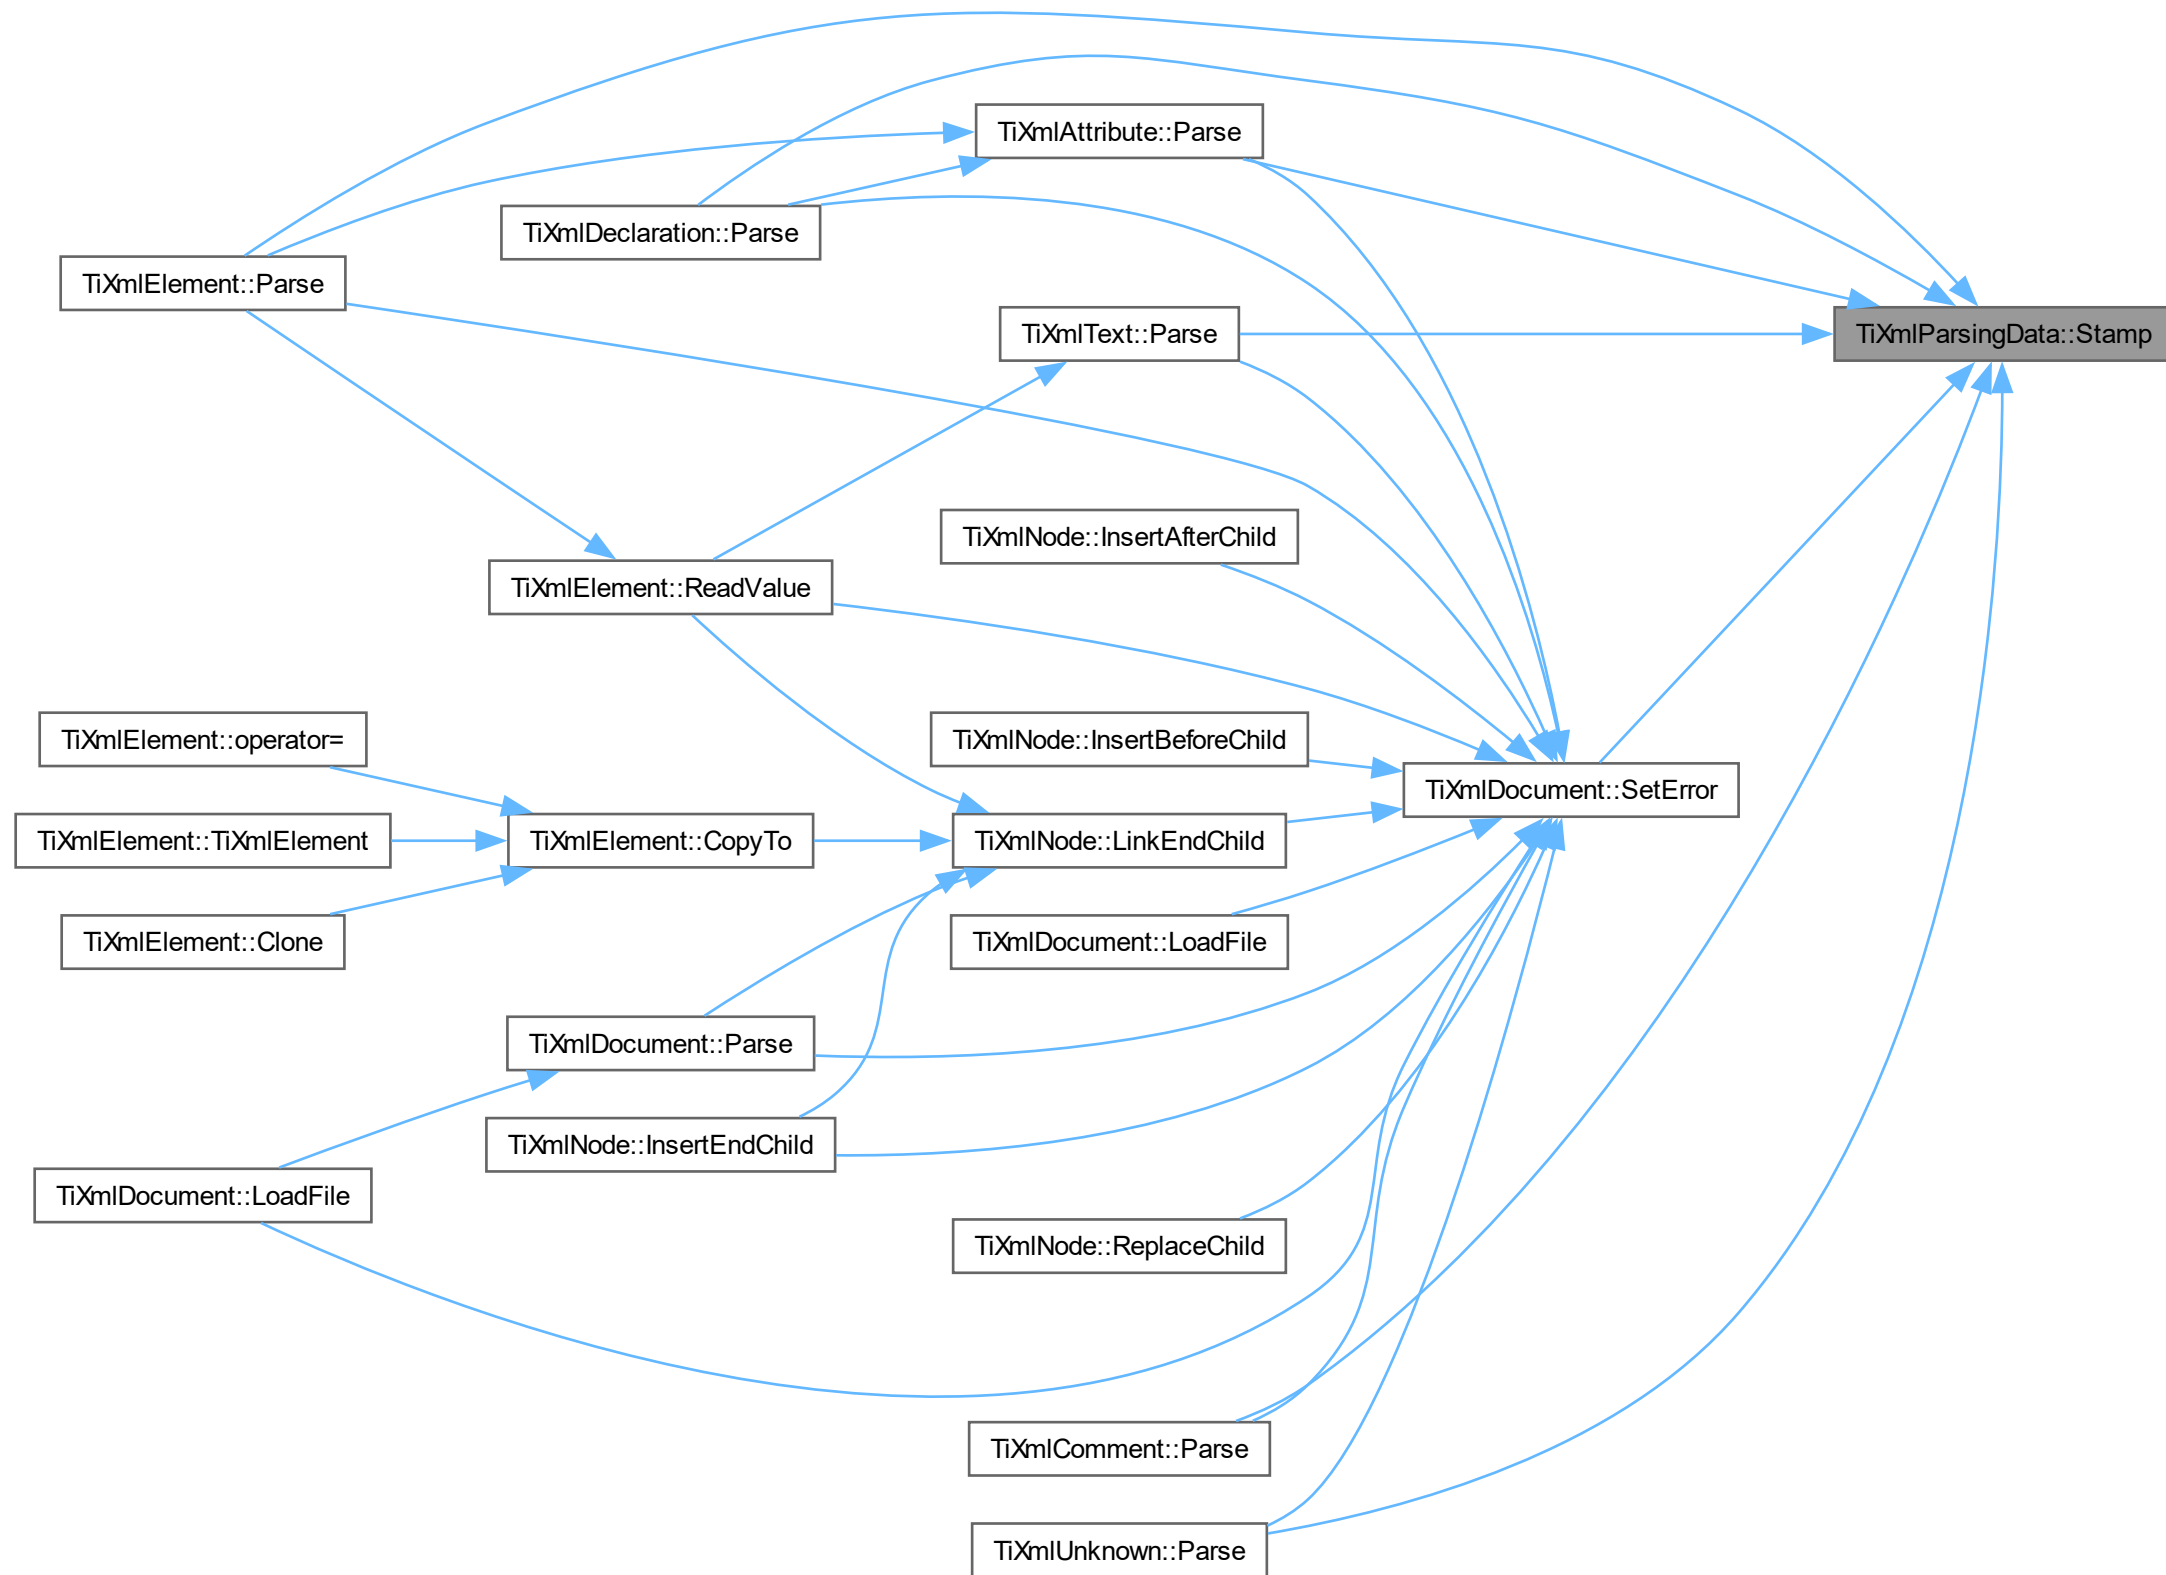 TiXmlAttribute::Parse
TiXmlDeclaration::Parse
TiXmlElement::Parse
TiXmlText::Parse
TiXmlParsingData::Stamp
TiXmlNode::InsertAfterChild
TiXmlElement::ReadValue
TiXmlElement::operator=
TiXmlNode::InsertBeforeChild
TiXmlDocument::SetError
TiXmlElement::TiXmlElement
TiXmlElement::CopyTo
TiXmlNode::LinkEndChild
TiXmlElement::Clone
TiXmlDocument::LoadFile
TiXmlDocument::Parse
TiXmlNode::InsertEndChild
TiXmlDocument::LoadFile
TiXmlNode::ReplaceChild
TiXmlComment::Parse
TiXmlUnknown::Parse